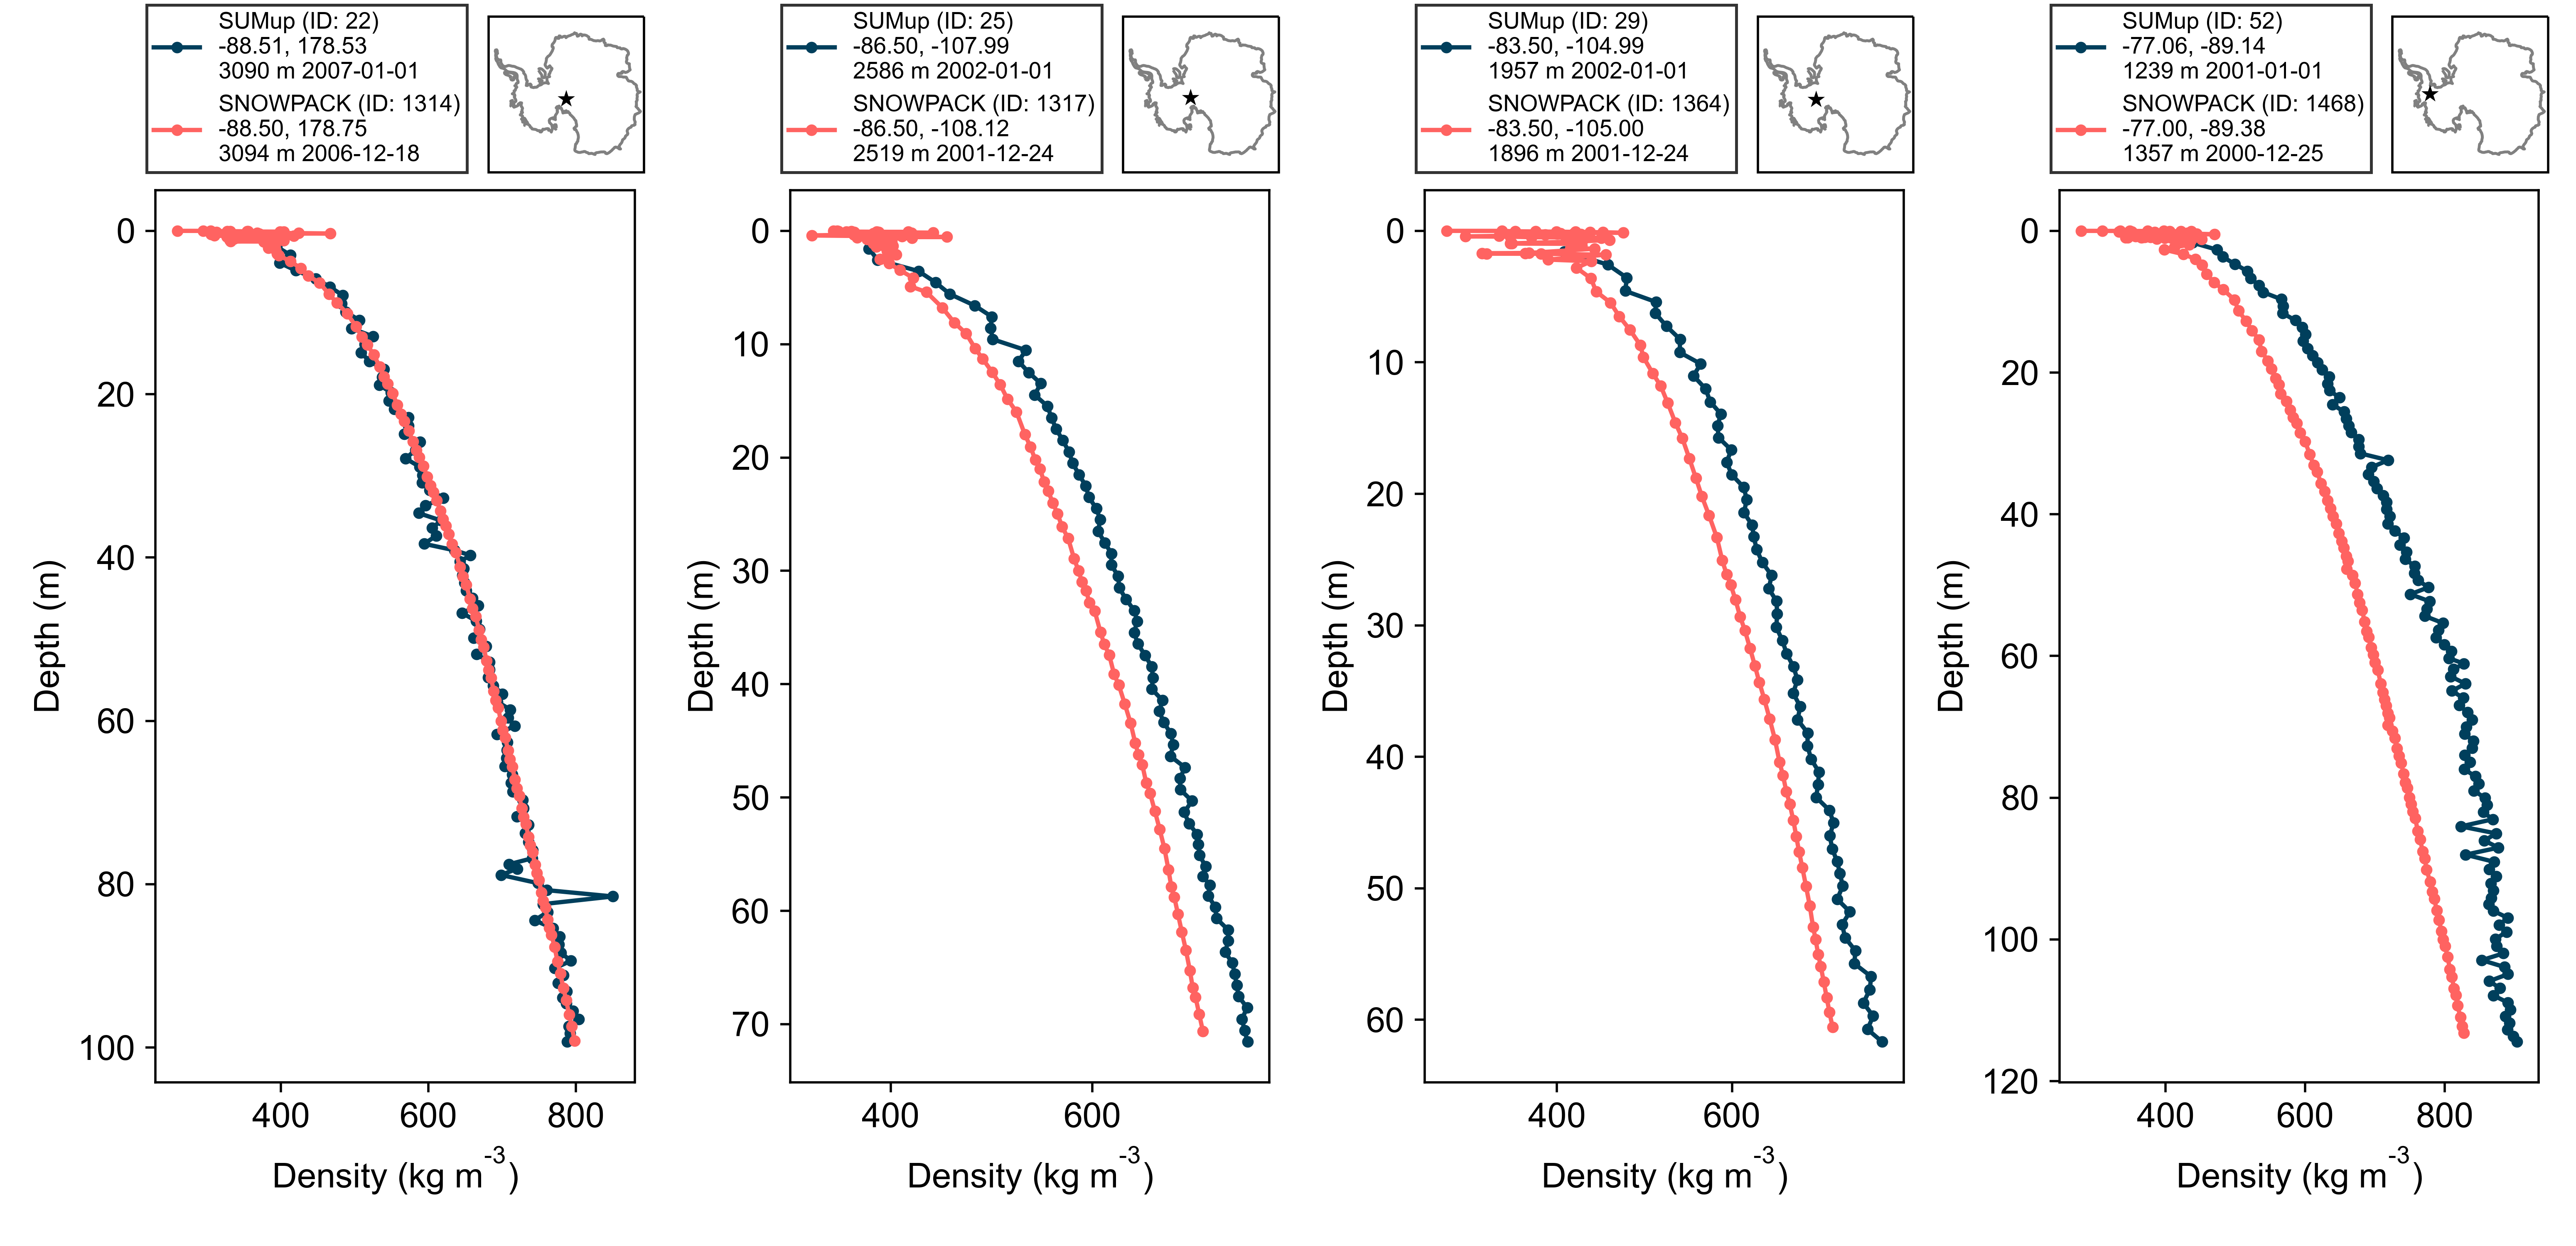 SUMup (ID: 22)
-88.51, 178.53
3090 m 2007-01-01
SNOWPACK (ID: 1314)
-88.50, 178.75
3094 m 2006-12-18
SUMup (ID: 25)
-86.50, -107.99
2586 m 2002-01-01
SNOWPACK (ID: 1317)
-86.50, -108.12
2519 m 2001-12-24
SUMup (ID: 29)
-83.50, -104.99
1957 m 2002-01-01
SNOWPACK (ID: 1364)
-83.50, -105.00
1896 m 2001-12-24
SUMup (ID: 52)
-77.06, -89.14
1239 m 2001-01-01
SNOWPACK (ID: 1468)
-77.00, -89.38
1357 m 2000-12-25
Depth (m)
0
20
40
60
80
100
400 600 800
Density (kg m-3)
Depth (m)
0
10
20
30
40
50
60
70
400 600
Density (kg m-3)
Depth (m)
0
10
20
30
40
50
60
400 600
Density (kg m-3)
Depth (m)
0
20
40
60
80
100
120
400 600 800
Density (kg m-3)